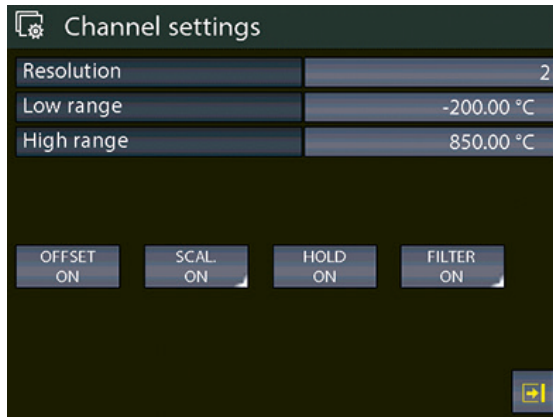 Channel settings
Resolution 2
Low range -200.00 °C
High range 850.00 °C
OFFSET SCAL. HOLD FILTER
ON ON ON ON